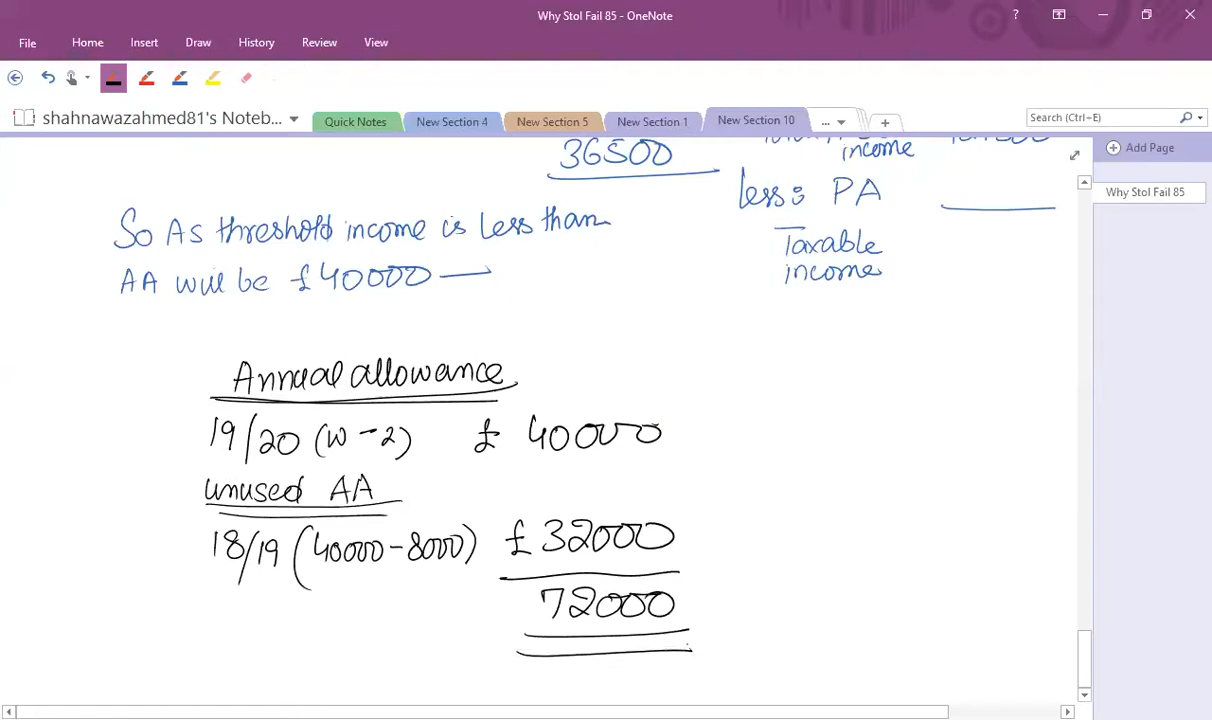 Why Stol Fail 85 - OneNote
?
File Home Insert Draw History Review View
shahnawazahmed81's Noteb...
Quick Notes
New Section 4
New Section 5
New Section 1
New Section 10
...
Search (Ctrl+E)
Add Page
Why Stol Fail 85
36500
income
less: PA
Taxable
income
So As threshold income is less than
AA will be £40000
Annual allowance
19/20 (W-2) £ 40000
unused AA
18/19 (40000-8000) £32000
72000